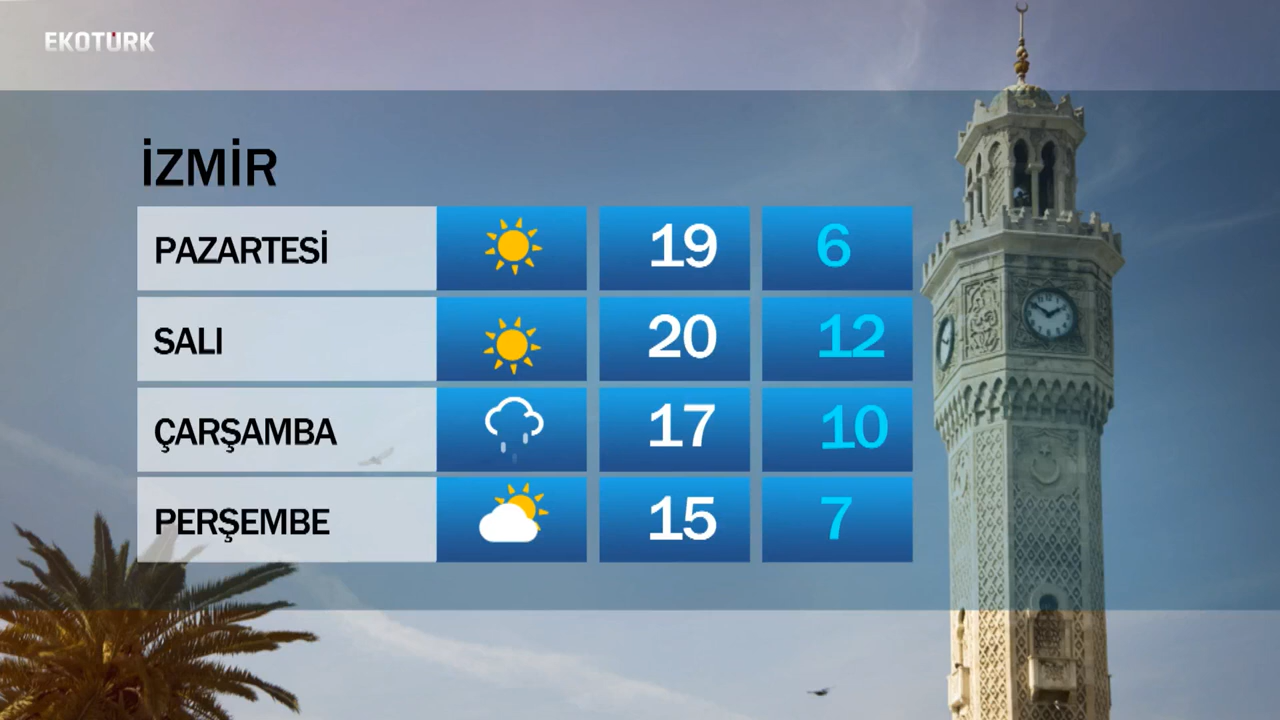 EKOTÜRK
İZMİR
PAZARTESİ 19 6
SALI 20 12
ÇARŞAMBA 17 10
PERŞEMBE 15 7